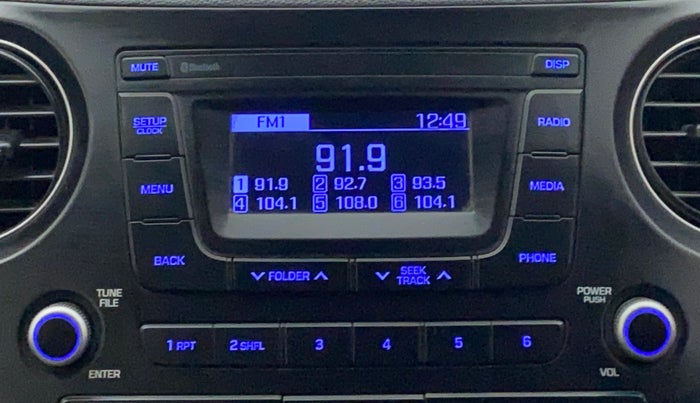 MUTE Bluetooth DISP
FM1 12:49
SETUP RADIO
CLOCK
91.9
MENU 1 91.9 2 92.7 3 93.5 MEDIA
4 104.1 5 108.0 6 104.1
BACK PHONE
FOLDER SEEK
TRACK
TUNE POWER
FILE PUSH
1 RPT 2 SHFL 3 4 5 6
ENTER VOL